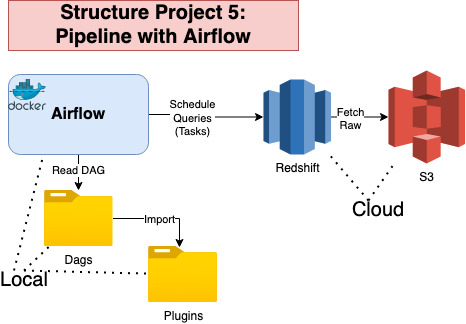 Structure Project 5:
Pipeline with Airflow
docker
Airflow
Schedule
Queries
(Tasks)
Redshift
Fetch
Raw
S3
Read DAG
Cloud
Import
Dags
Local
Plugins